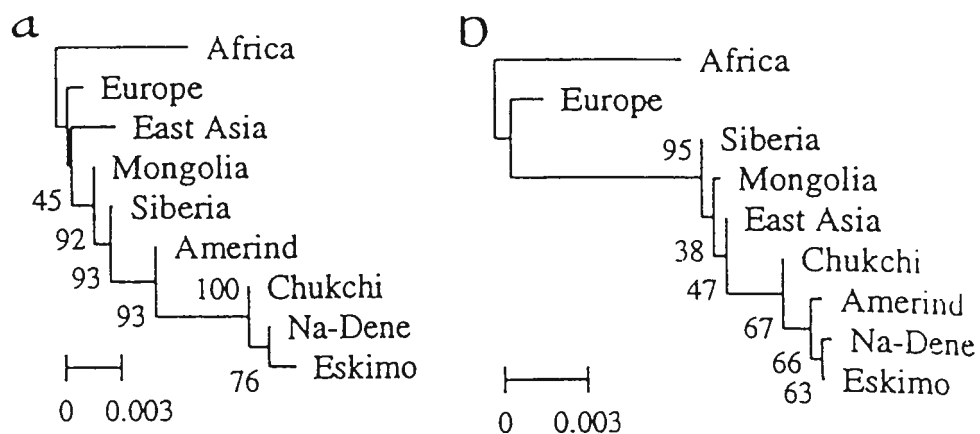 a
Africa
Europe
East Asia
Mongolia
45
Siberia
92
Amerind
93
100
Chukchi
93
Na-Dene
76
Eskimo
0 0.003
b
Africa
Europe
95
Siberia
Mongolia
East Asia
38
Chukchi
47
Amerind
67
Na-Dene
66
Eskimo
63
0 0.003